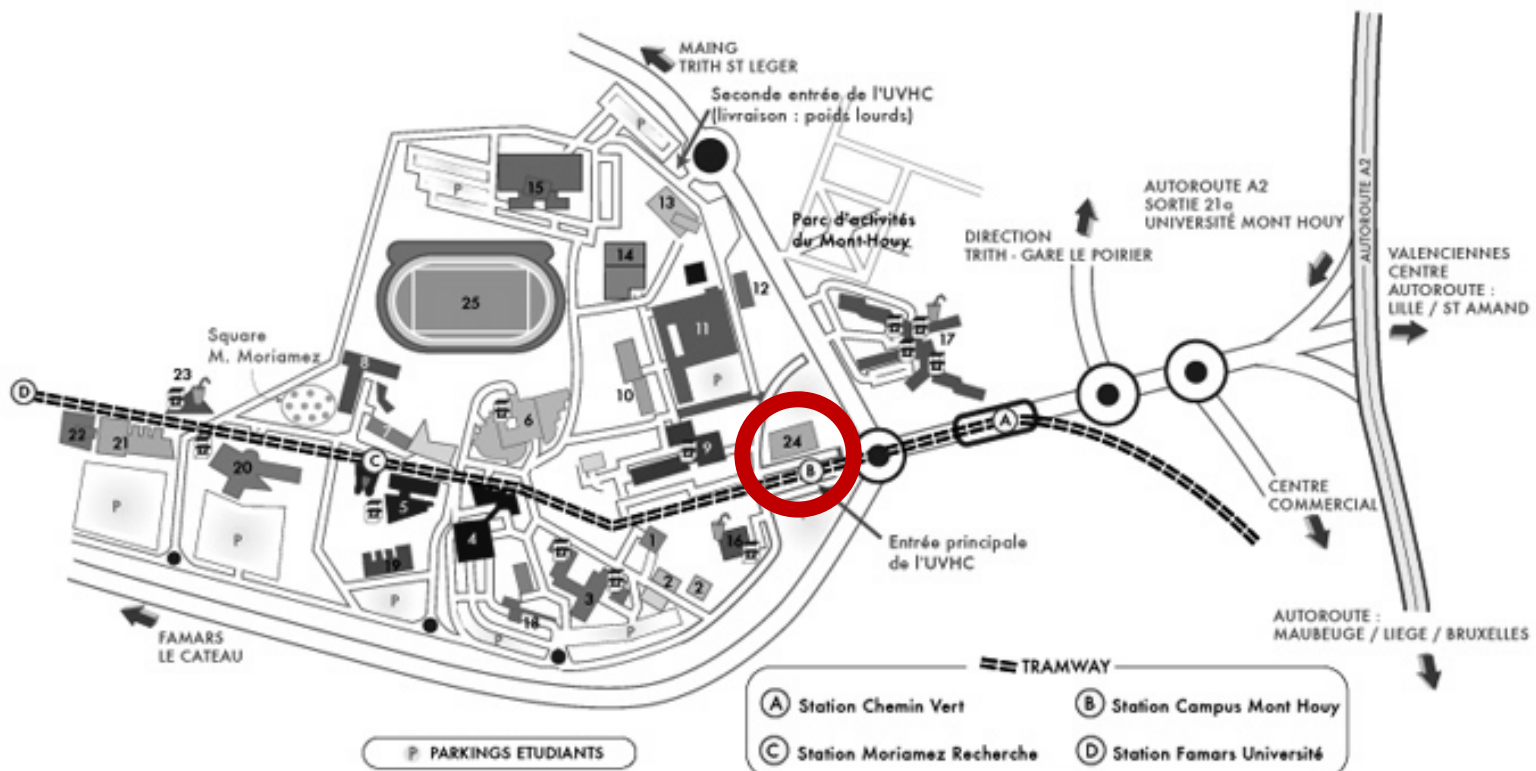 MAING
TRITH ST LEGER
Seconde entrée de l'UVHC
(livraison : poids lourds)
P
15
P
13
14
Parc d'activités
du Mont-Houy
AUTOROUTE A2
SORTIE 21a
UNIVERSITÉ MONT HOUY
DIRECTION
TRITH - GARE LE POIRIER
AUTOROUTE A2
VALENCIENNES
CENTRE
AUTOROUTE :
LILLE / ST AMAND
12
25
11
17
Square
M. Moriamez
8
23
P
10
D
6
A
22
21
7
9
24
20
C
B
P
5
P
4
1
16
Entrée principale
de l'UVHC
CENTRE
COMMERCIAL
19
P
3
2
2
18
P
P
FAMARS
LE CATEAU
AUTOROUTE :
MAUBEUGE / LIEGE / BRUXELLES
TRAMWAY
A Station Chemin Vert
B Station Campus Mont Houy
C Station Moriamez Recherche
D Station Famars Université
P PARKINGS ETUDIANTS